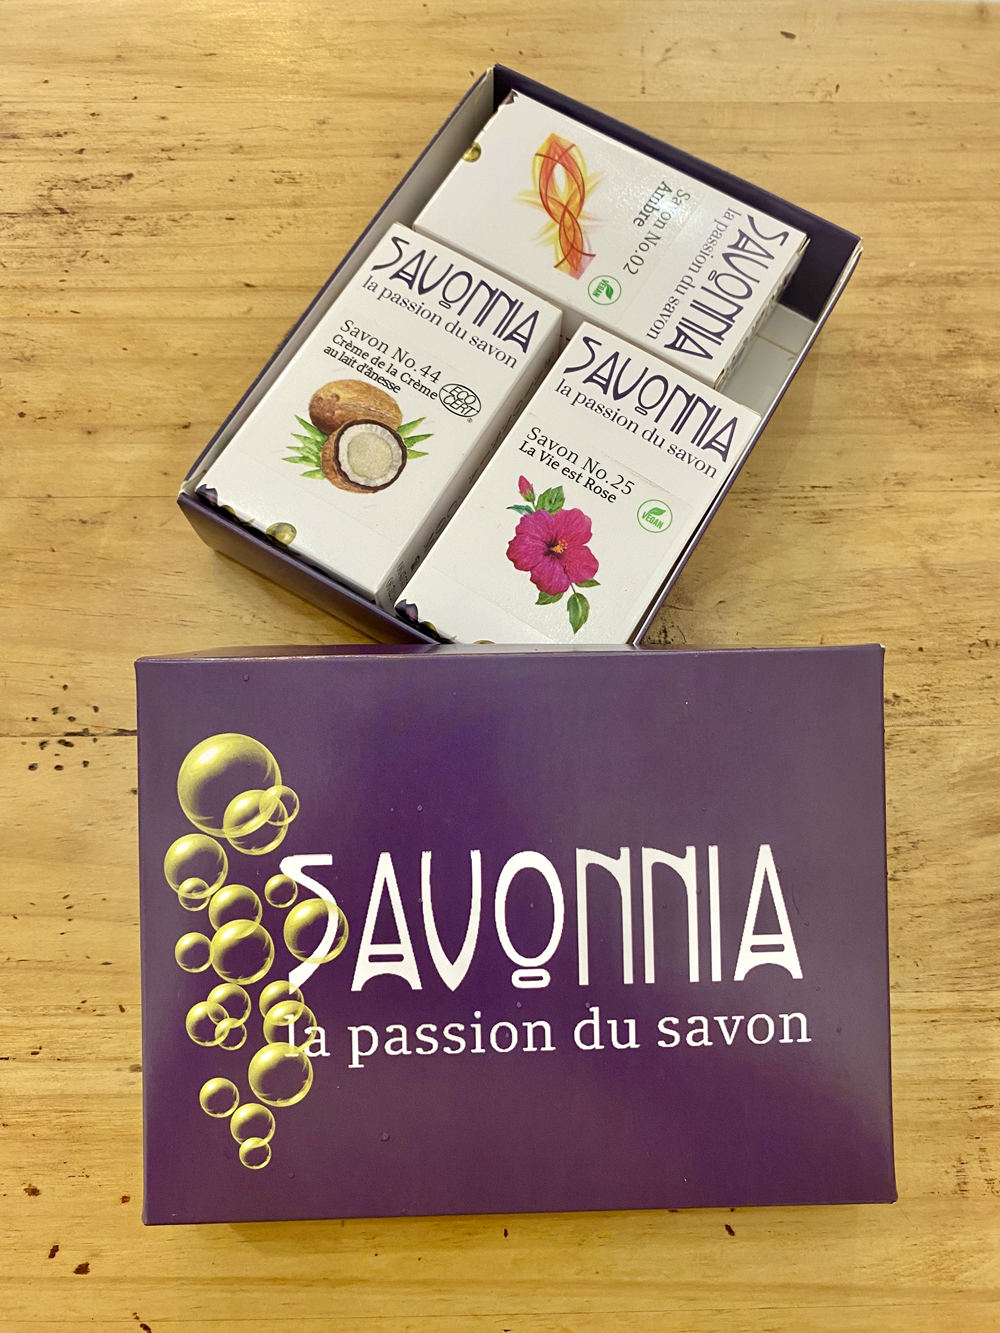 SAVONNIA
la passion du savon
Savon No.02
Ambre
VEGAN
SAVONNIA
la passion du savon
Savon No.44
Crème de la Crème
au lait d'ânesse
ECO
CERT
SAVONNIA
la passion du savon
Savon No.25
La Vie est Rose
VEGAN
SAVONNIA
la passion du savon